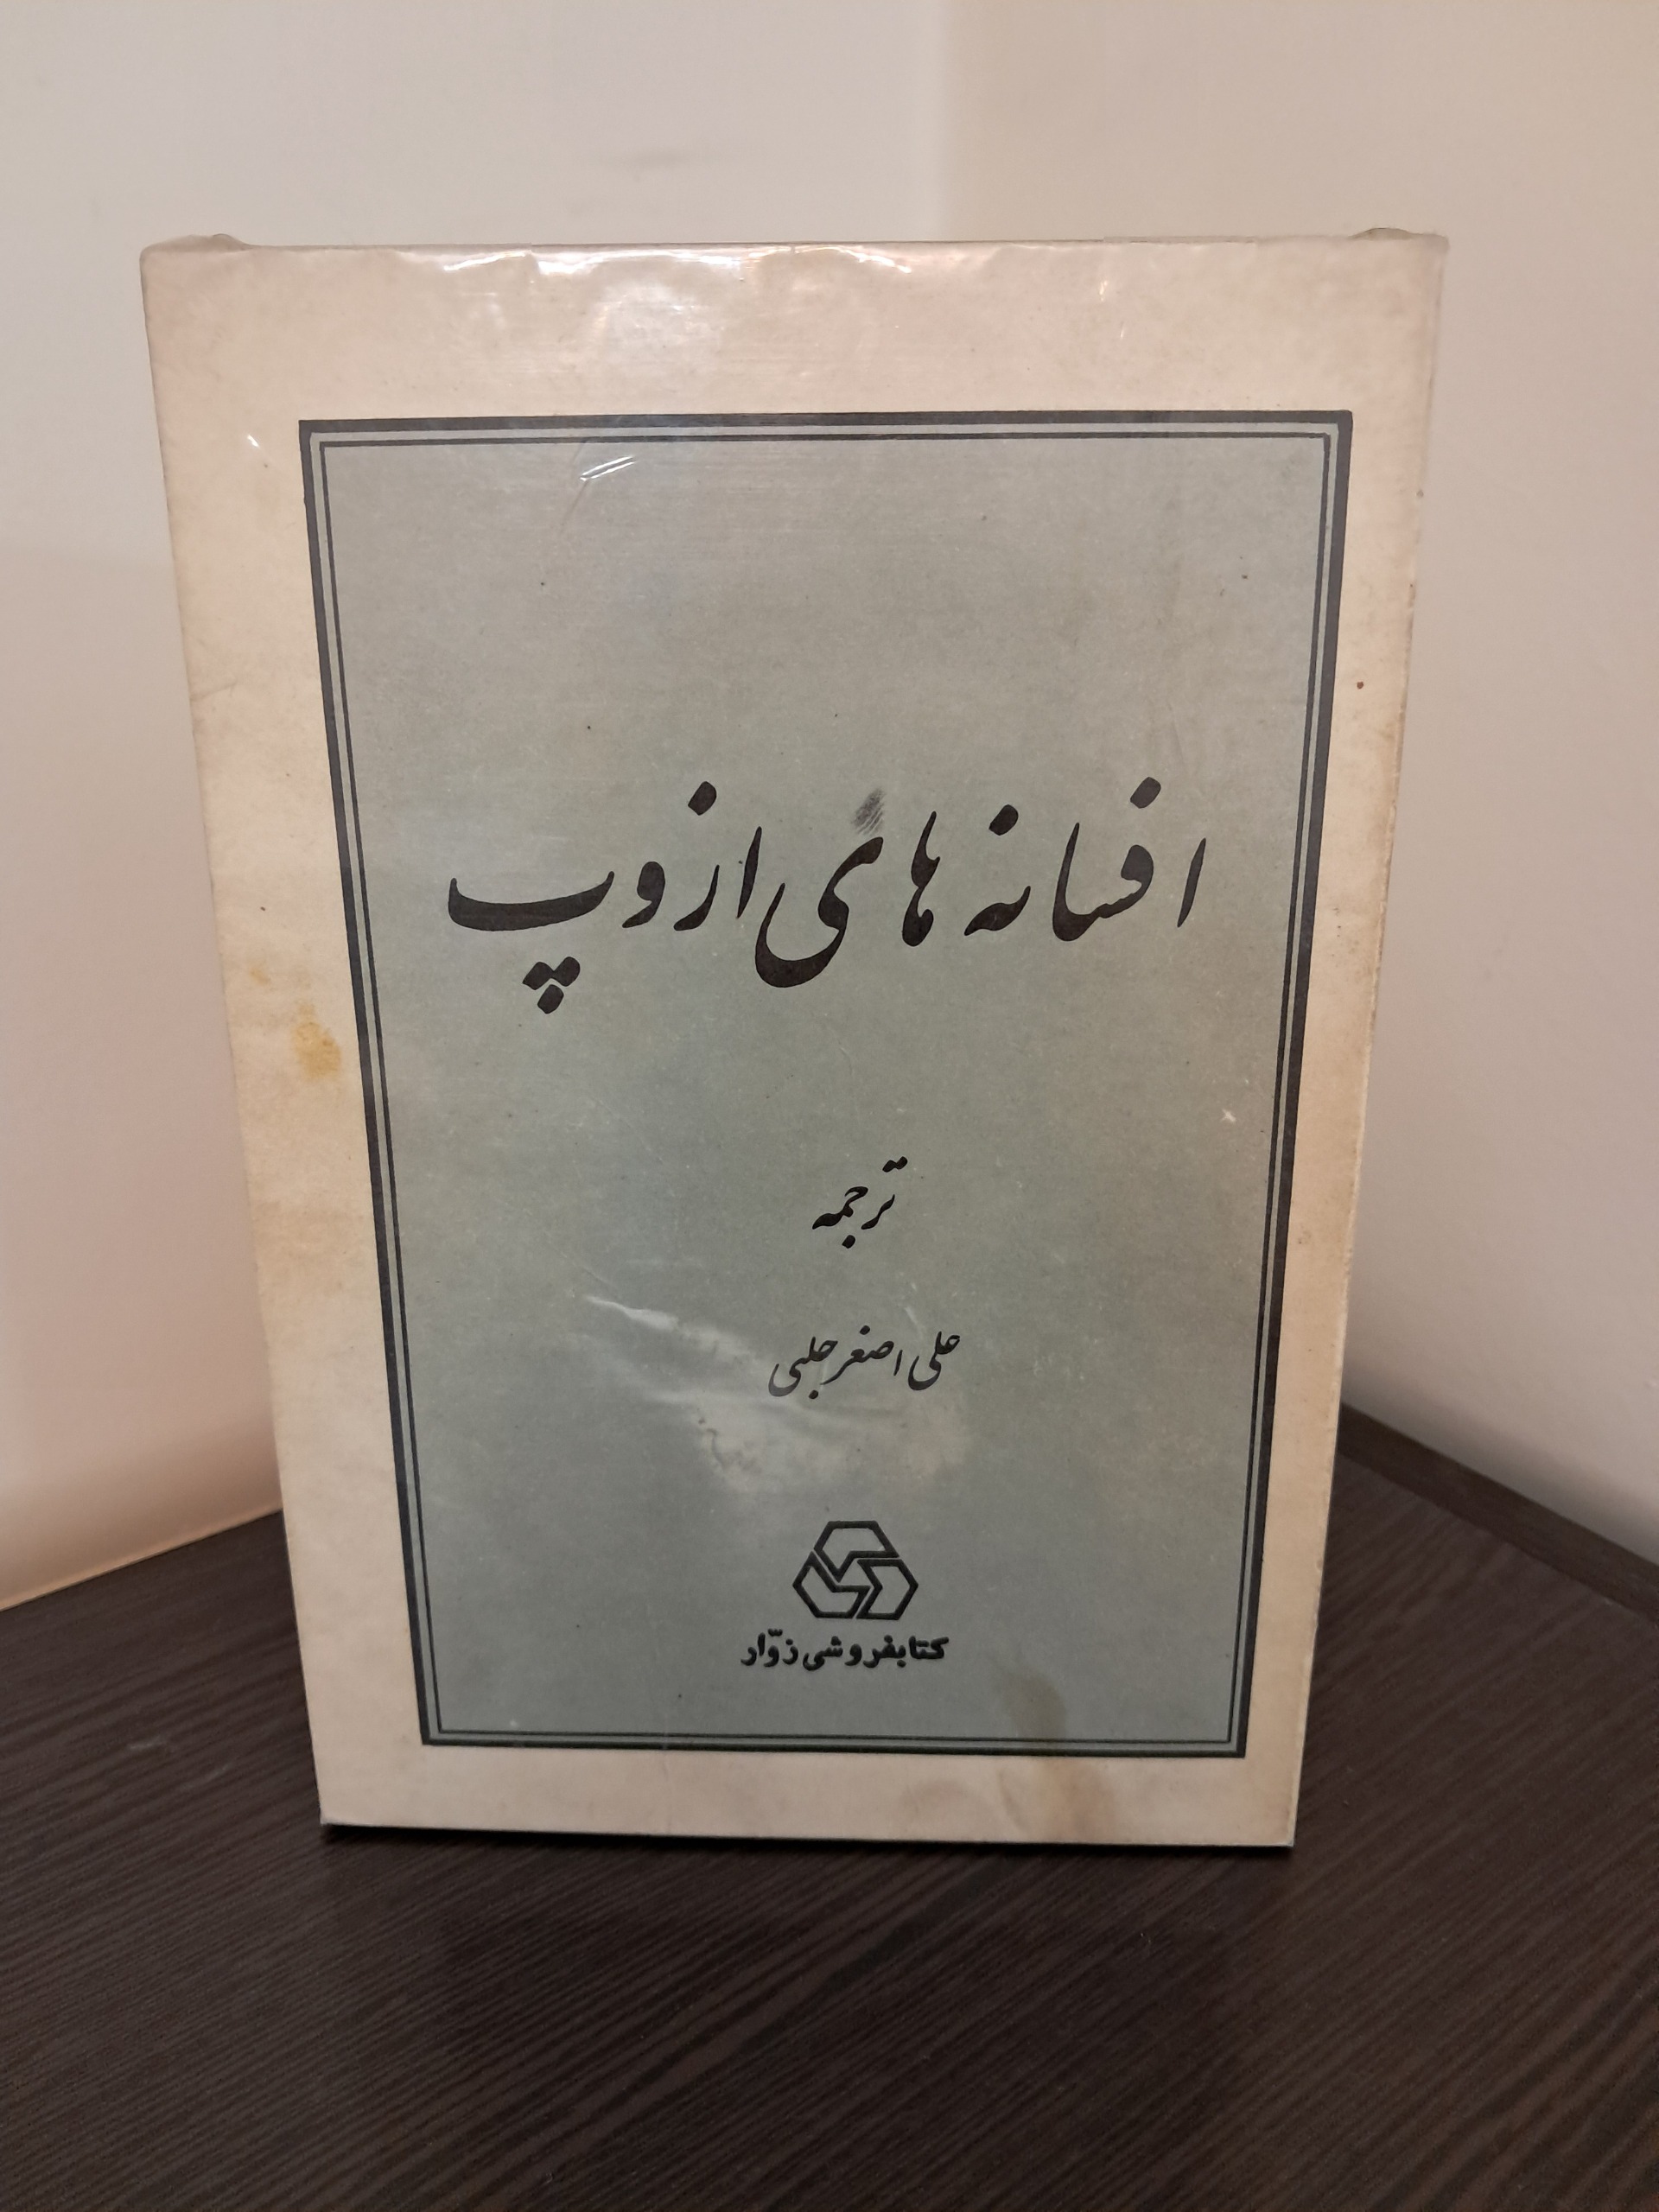 افسانه های ازوپ
ترجمه
علی اصغر حلبی
کتابفروشی زوّار